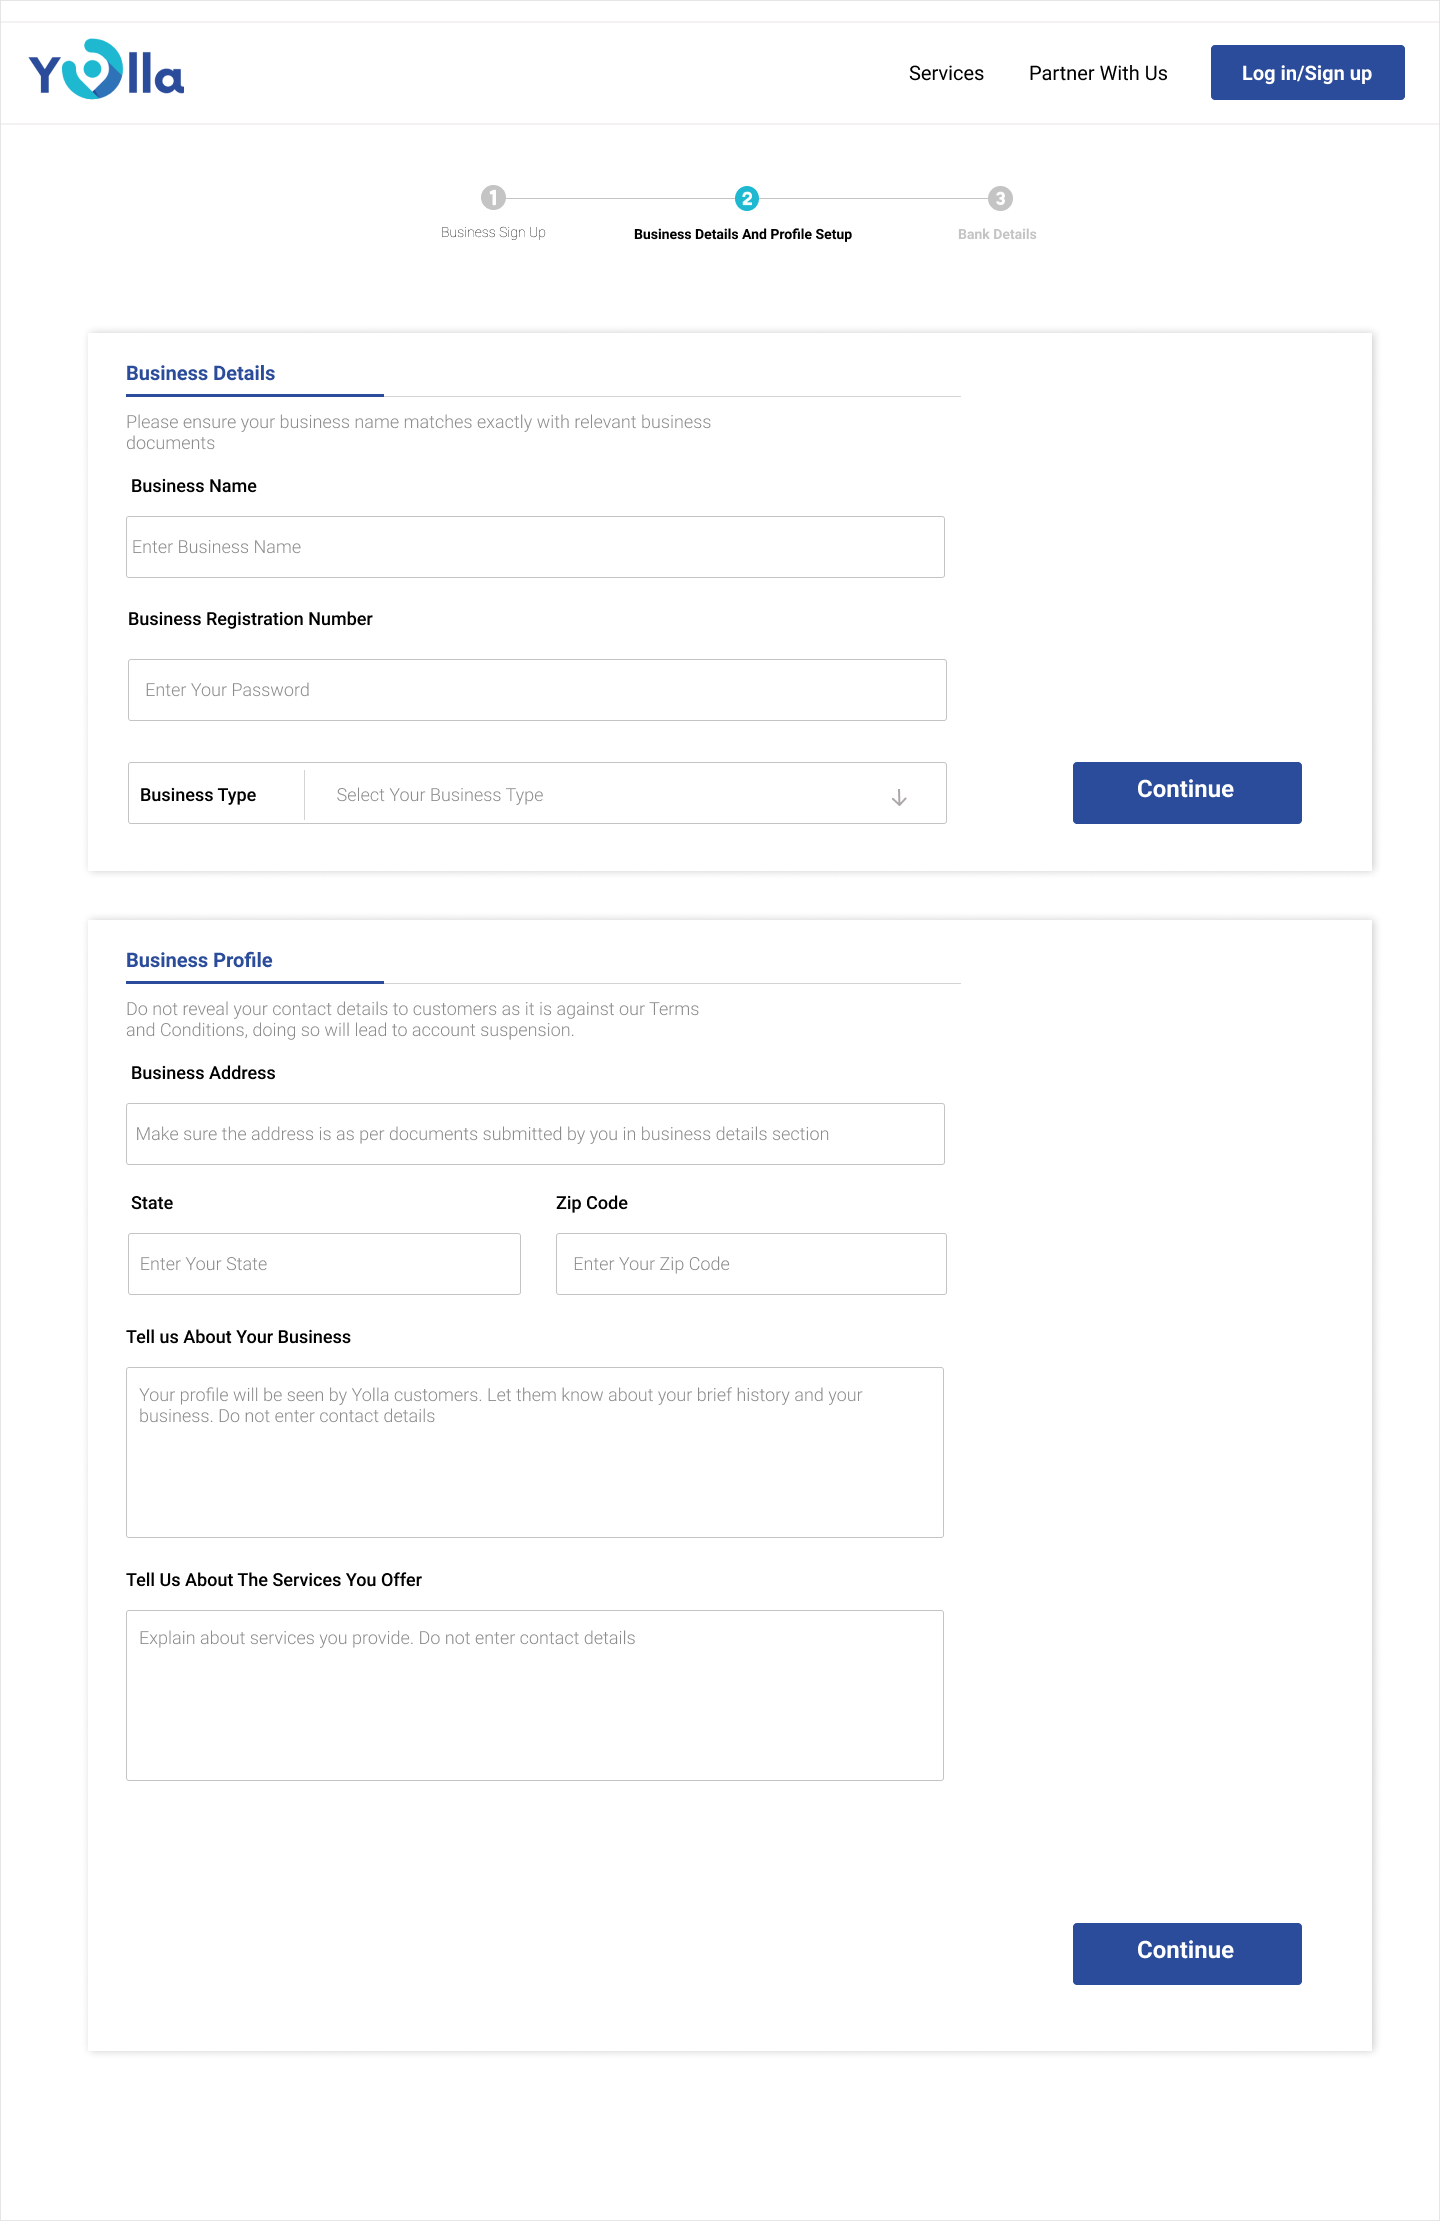 Yolla
Services
Partner With Us
Log in/Sign up
1
2
3
Business Sign Up
Business Details And Profile Setup
Bank Details
Business Details
Please ensure your business name matches exactly with relevant business
documents
Business Name
Enter Business Name
Business Registration Number
Enter Your Password
Business Type
Select Your Business Type
Continue
Business Profile
Do not reveal your contact details to customers as it is against our Terms
and Conditions, doing so will lead to account suspension.
Business Address
Make sure the address is as per documents submitted by you in business details section
State
Zip Code
Enter Your State
Enter Your Zip Code
Tell us About Your Business
Your profile will be seen by Yolla customers. Let them know about your brief history and your
business. Do not enter contact details
Tell Us About The Services You Offer
Explain about services you provide. Do not enter contact details
Continue